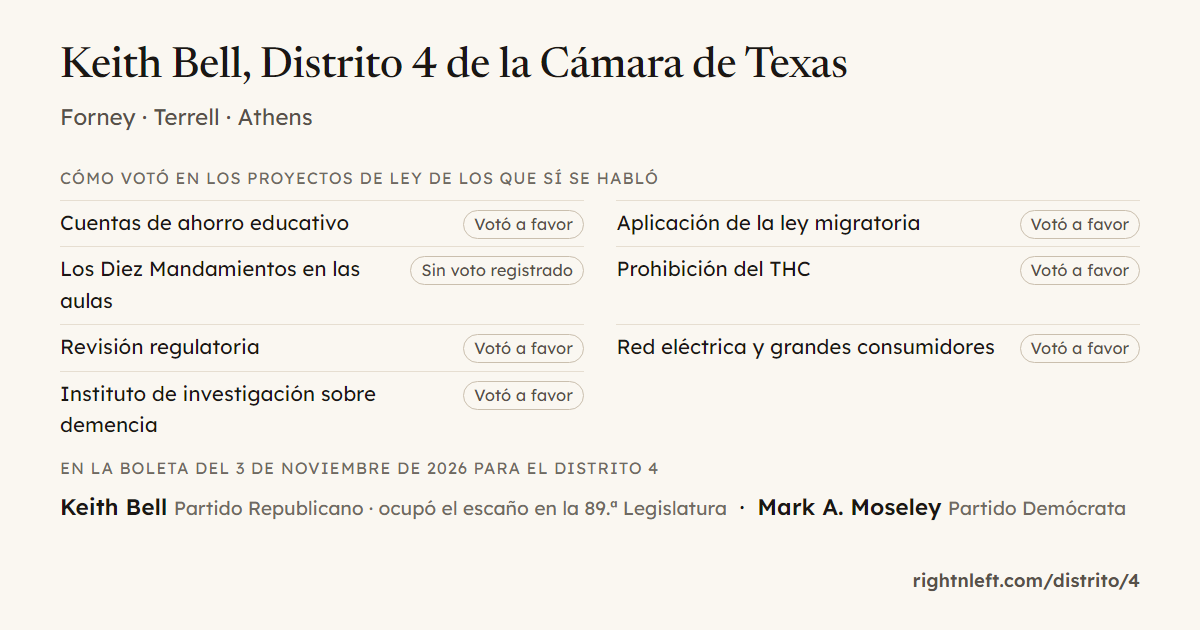 Keith Bell, Distrito 4 de la Cámara de Texas
Forney · Terrell · Athens
CÓMO VOTÓ EN LOS PROYECTOS DE LEY DE LOS QUE SÍ SE HABLÓ
Cuentas de ahorro educativo Votó a favor
Aplicación de la ley migratoria Votó a favor
Los Diez Mandamientos en las Sin voto registrado
aulas
Prohibición del THC Votó a favor
Revisión regulatoria Votó a favor
Red eléctrica y grandes consumidores Votó a favor
Instituto de investigación sobre Votó a favor
demencia
EN LA BOLETA DEL 3 DE NOVIEMBRE DE 2026 PARA EL DISTRITO 4
Keith Bell Partido Republicano · ocupó el escaño en la 89.ª Legislatura · Mark A. Moseley Partido Demócrata
rightnleft.com/distrito/4